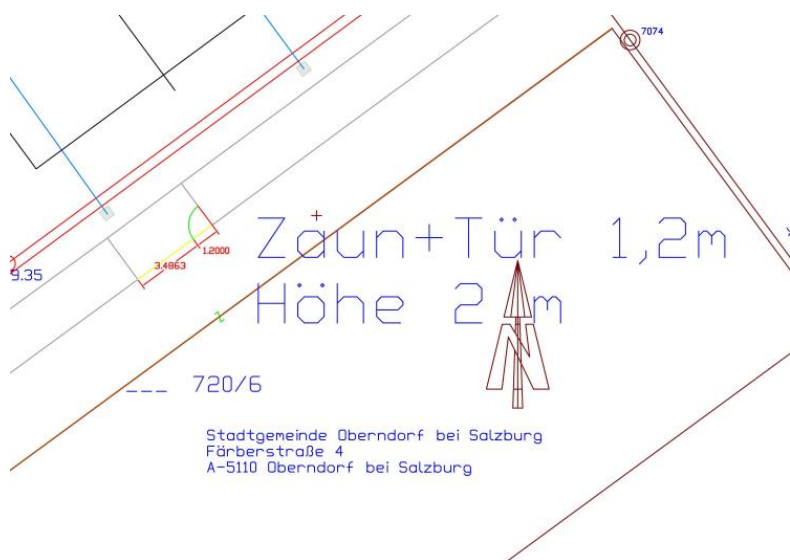 7074
Zaun+Tür 1,2m
1.2000
3.4863
9.35
Höhe 2 m
N
z
720/6
Stadtgemeinde Oberndorf bei Salzburg
Färberstraße 4
A-5110 Oberndorf bei Salzburg